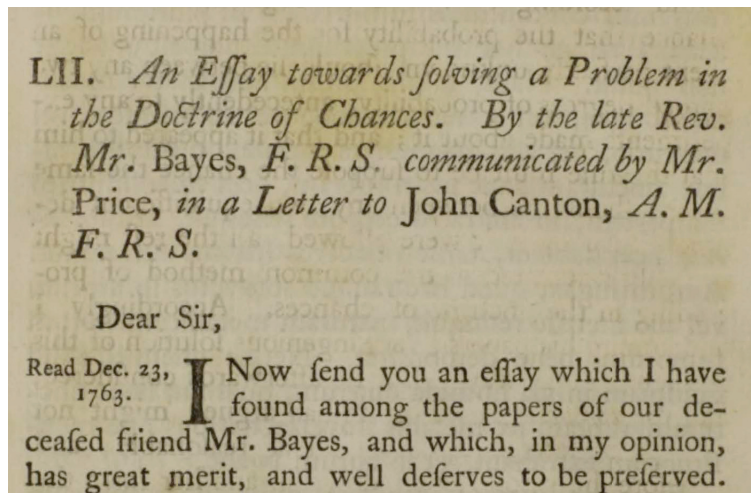 LII. An Eſſay towards ſolving a Problem in
the Doctrine of Chances. By the late Rev.
Mr. Bayes, F. R. S. communicated by Mr.
Price, in a Letter to John Canton, A. M.
F. R. S.
Dear Sir,
Read Dec. 23,
1763.
I Now ſend you an eſſay which I have
found among the papers of our de-
ceaſed friend Mr. Bayes, and which, in my opinion,
has great merit, and well deſerves to be preſerved.